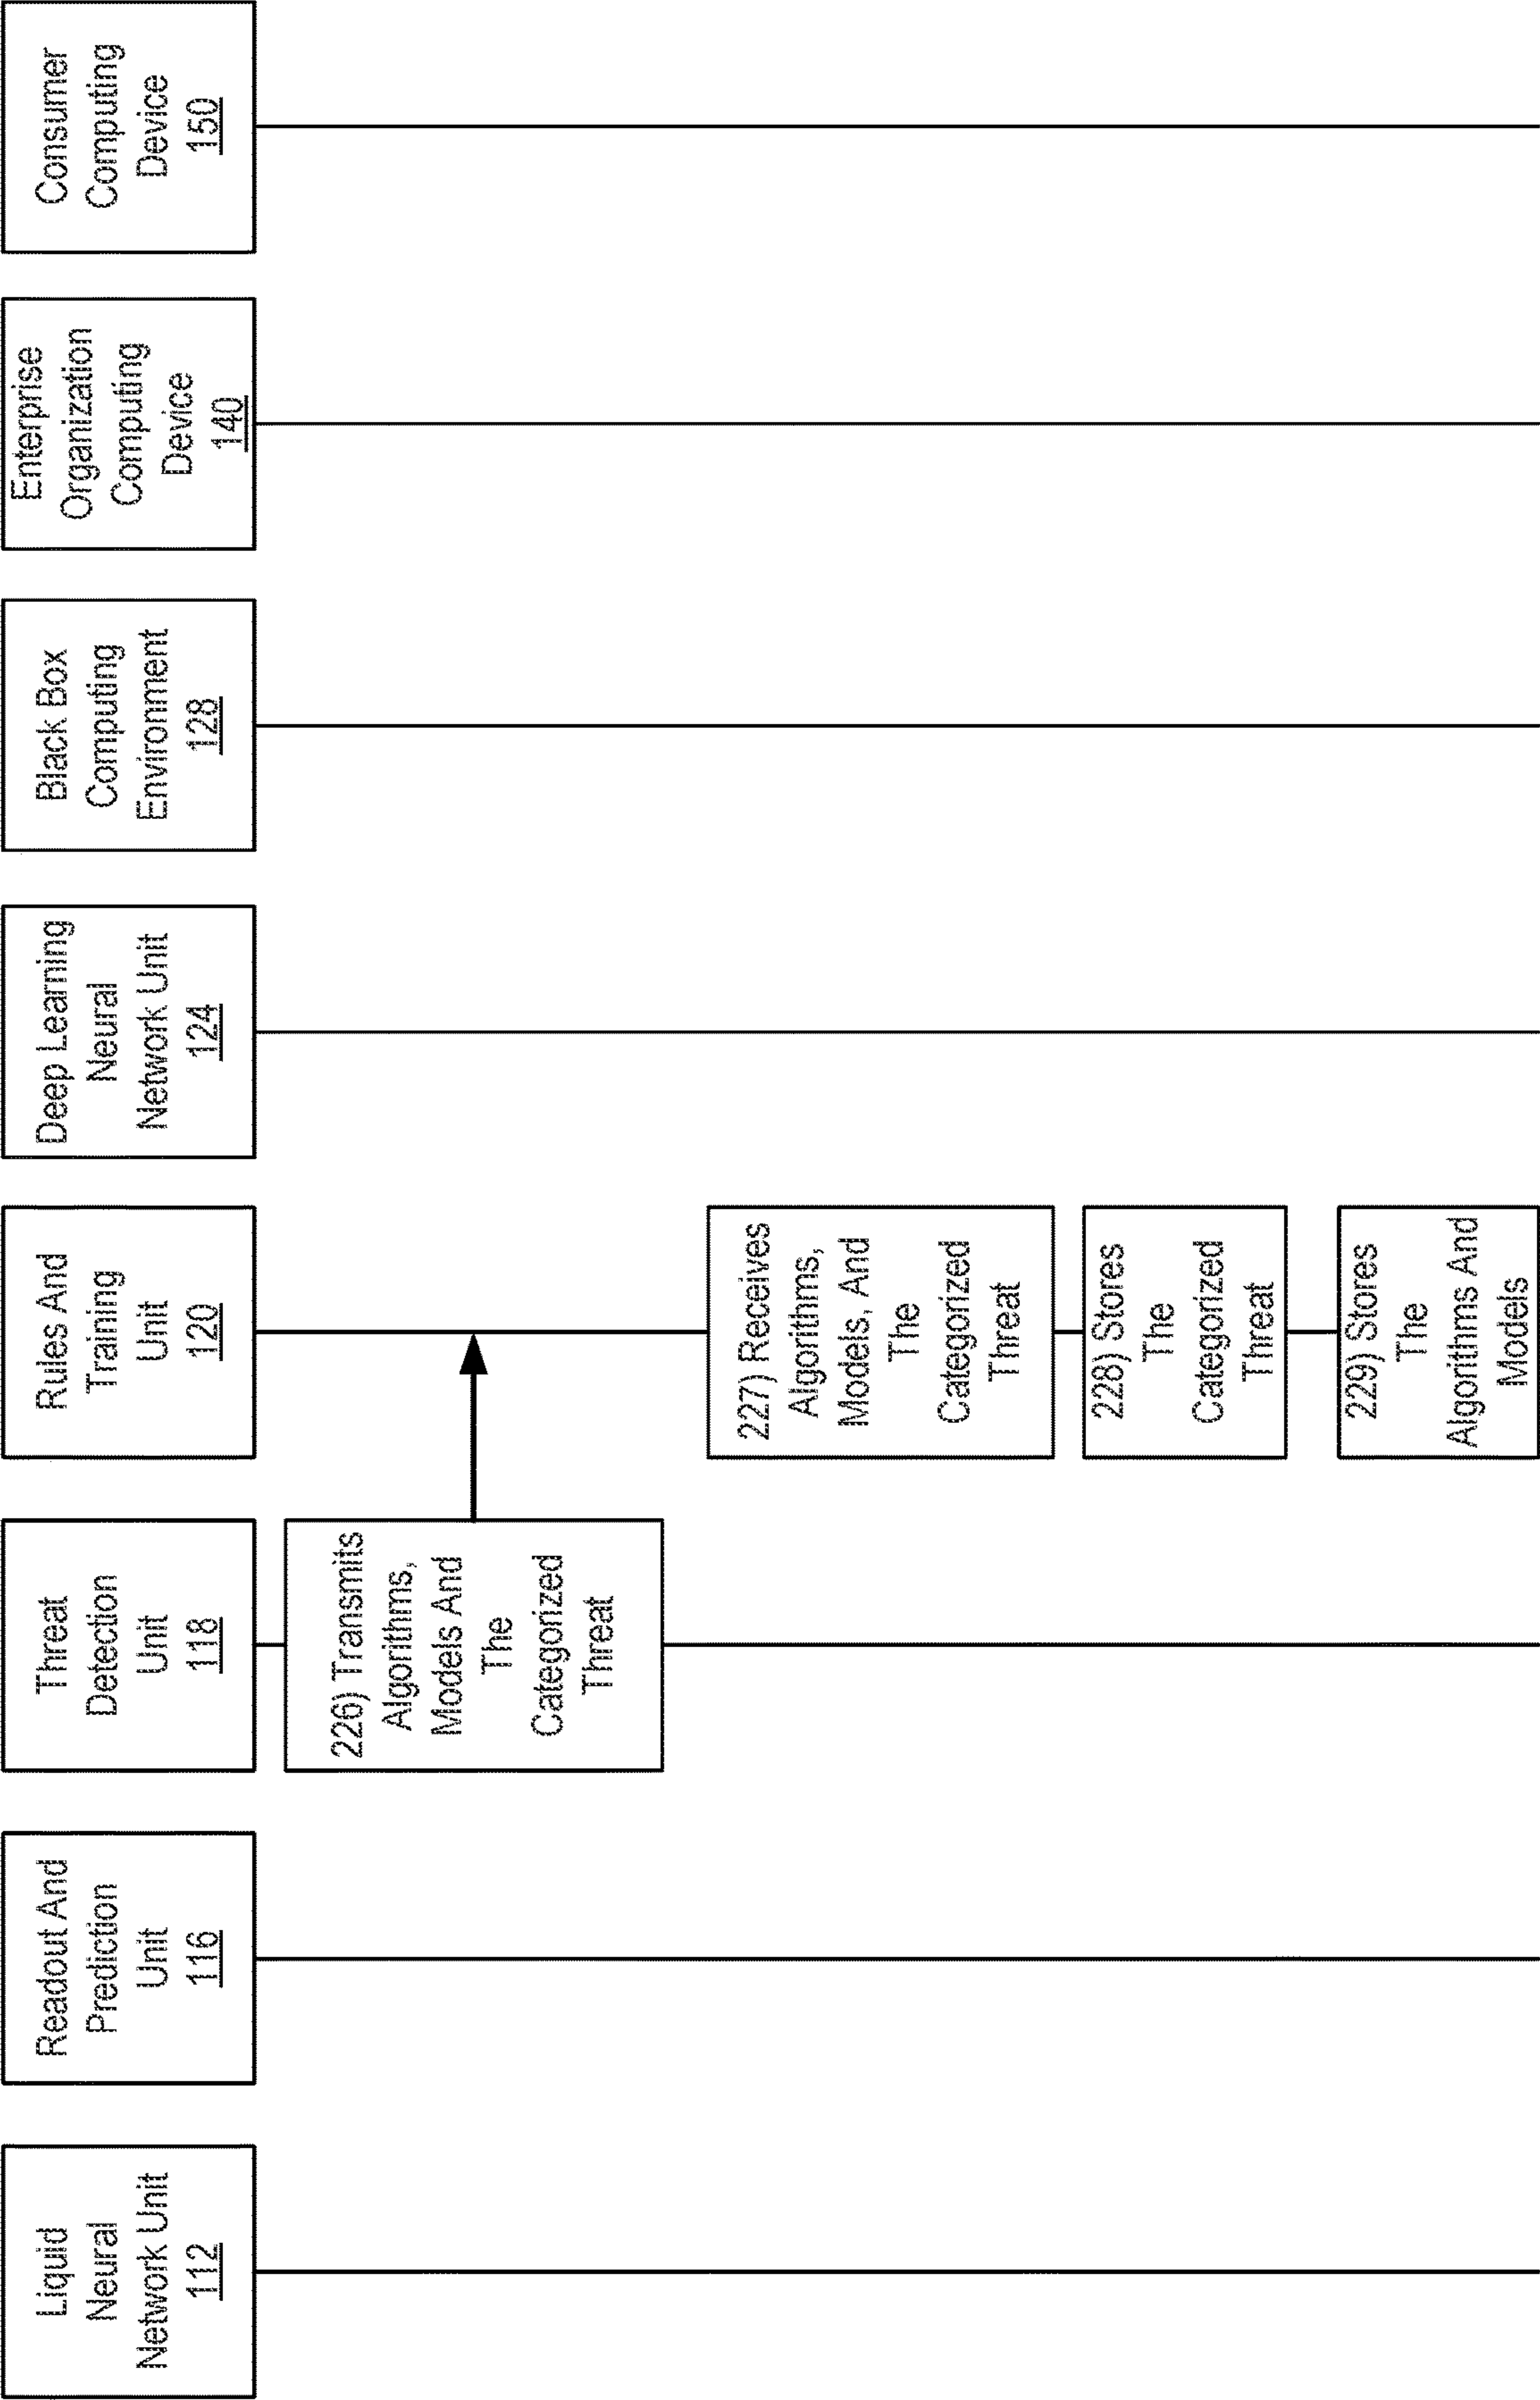 Liquid
Neural
Network Unit
112
Readout And
Prediction
Unit
116
Threat
Detection
Unit
118
Rules And
Training
Unit
120
Deep Learning
Neural
Network Unit
124
Black Box
Computing
Environment
128
Enterprise
Organization
Computing
Device
140
Consumer
Computing
Device
150
226) Transmits
Algorithms,
Models And
The
Categorized
Threat
227) Receives
Algorithms,
Models, And
The
Categorized
Threat
228) Stores
The
Categorized
Threat
229) Stores
The
Algorithms And
Models